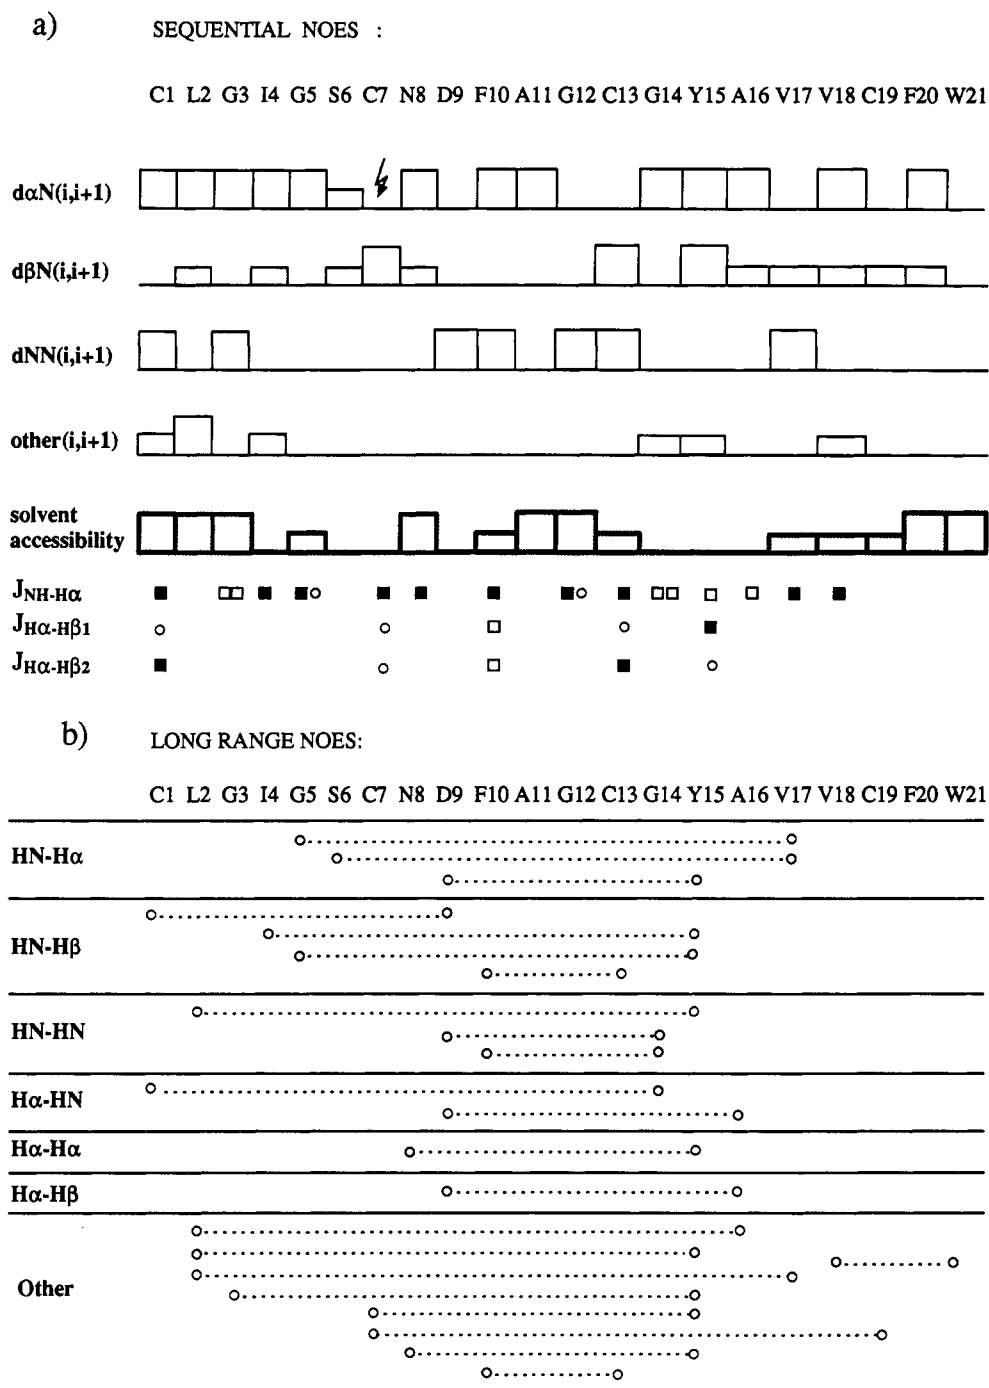 a) SEQUENTIAL NOES :
C1 L2 G3 I4 G5 S6 C7 N8 D9 F10 A11 G12 C13 G14 Y15 A16 V17 V18 C19 F20 W21
dαN(i,i+1)
dβN(i,i+1)
dNN(i,i+1)
other(i,i+1)
solvent
accessibility
JNH-Hα
JHα-Hβ1
JHα-Hβ2
b) LONG RANGE NOES:
C1 L2 G3 I4 G5 S6 C7 N8 D9 F10 A11 G12 C13 G14 Y15 A16 V17 V18 C19 F20 W21
HN-Hα
HN-Hβ
HN-HN
Hα-HN
Hα-Hα
Hα-Hβ
Other